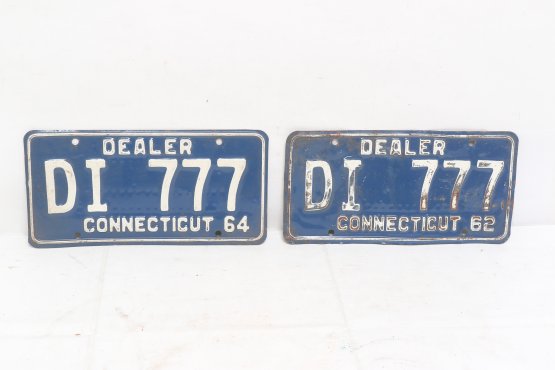 DEALER
DI 777
CONNECTICUT 64
DEALER
DI 777
CONNECTICUT 62